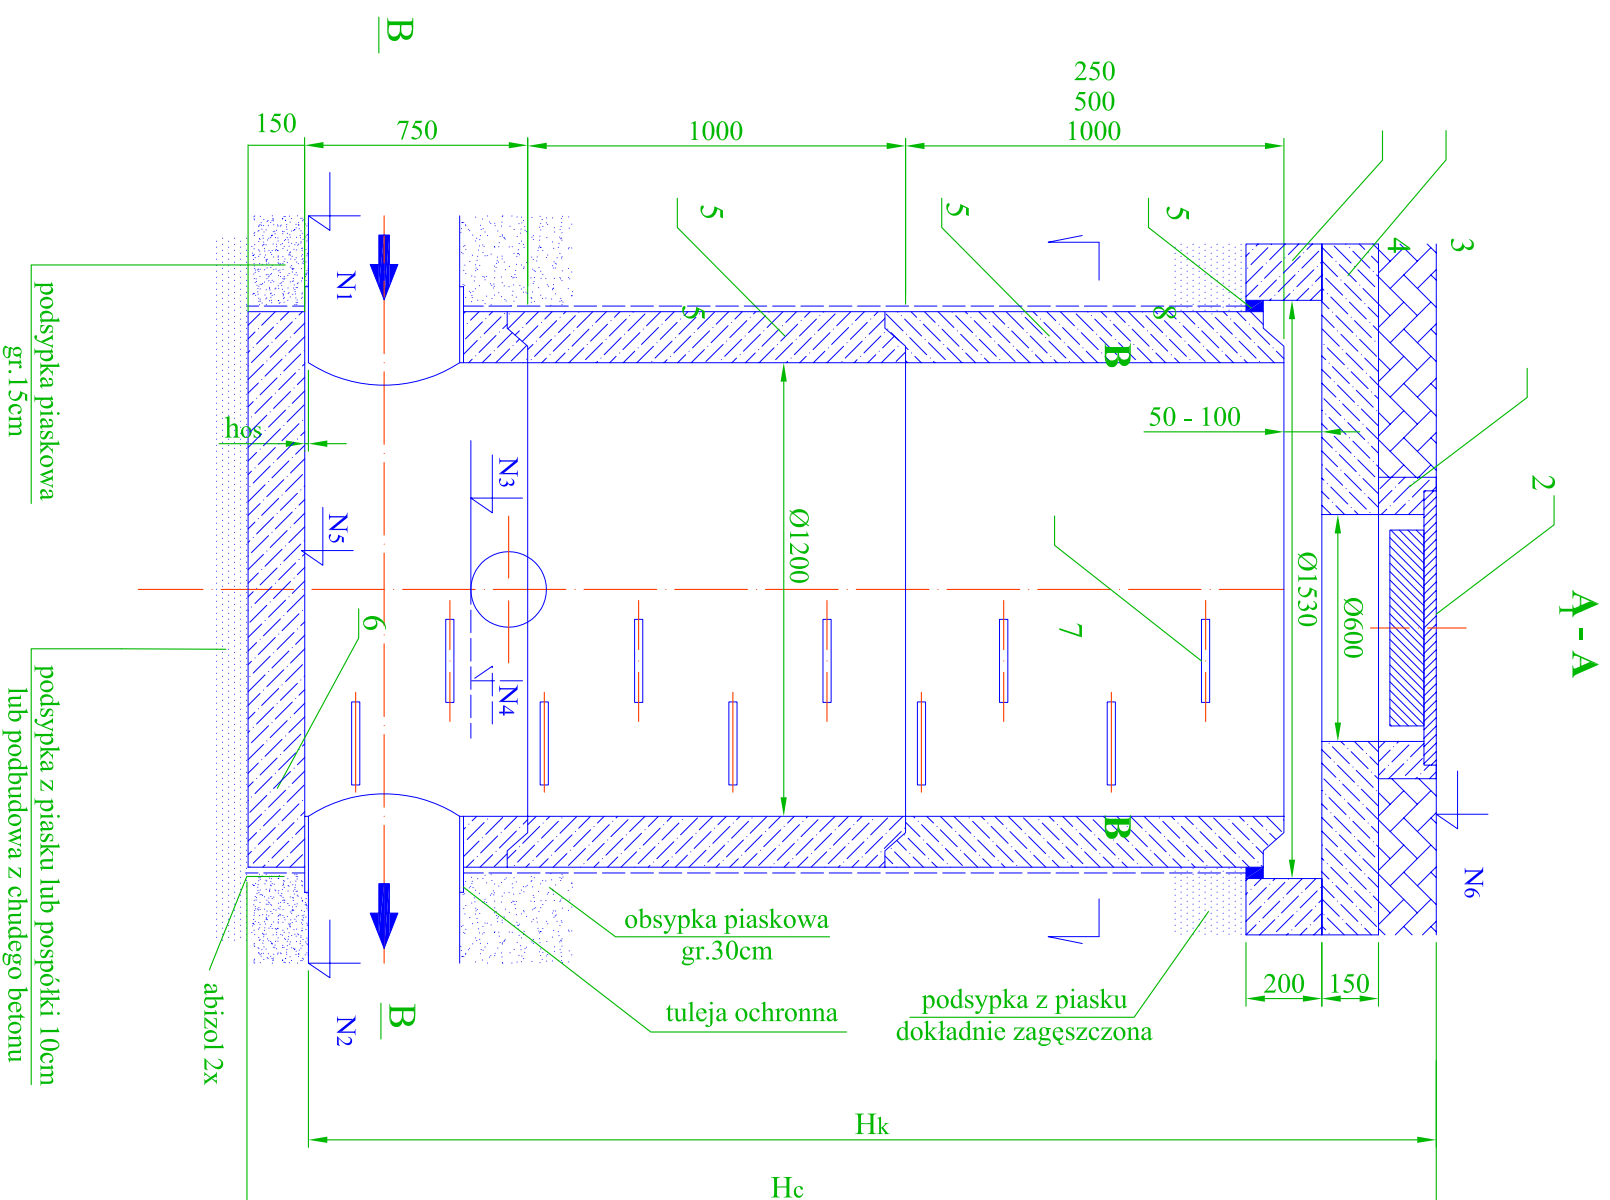 B
250
500
1000
150
750
1000
3
4
5
5
5
5
8
B
N1
podsypka piaskowa
gr.15cm
hos
50 - 100
N3
2
N5
Ø1200
Ø1530
Ø600
A - A
1
6
7
N4
podsypka z piasku lub pospółki 10cm
lub podbudowa z chudego betonu
B
N6
obsypka piaskowa
gr.30cm
tuleja ochronna
podsypka z piasku
dokładnie zagęszczona
200
150
abizol 2x
B
N2
Hk
Hc